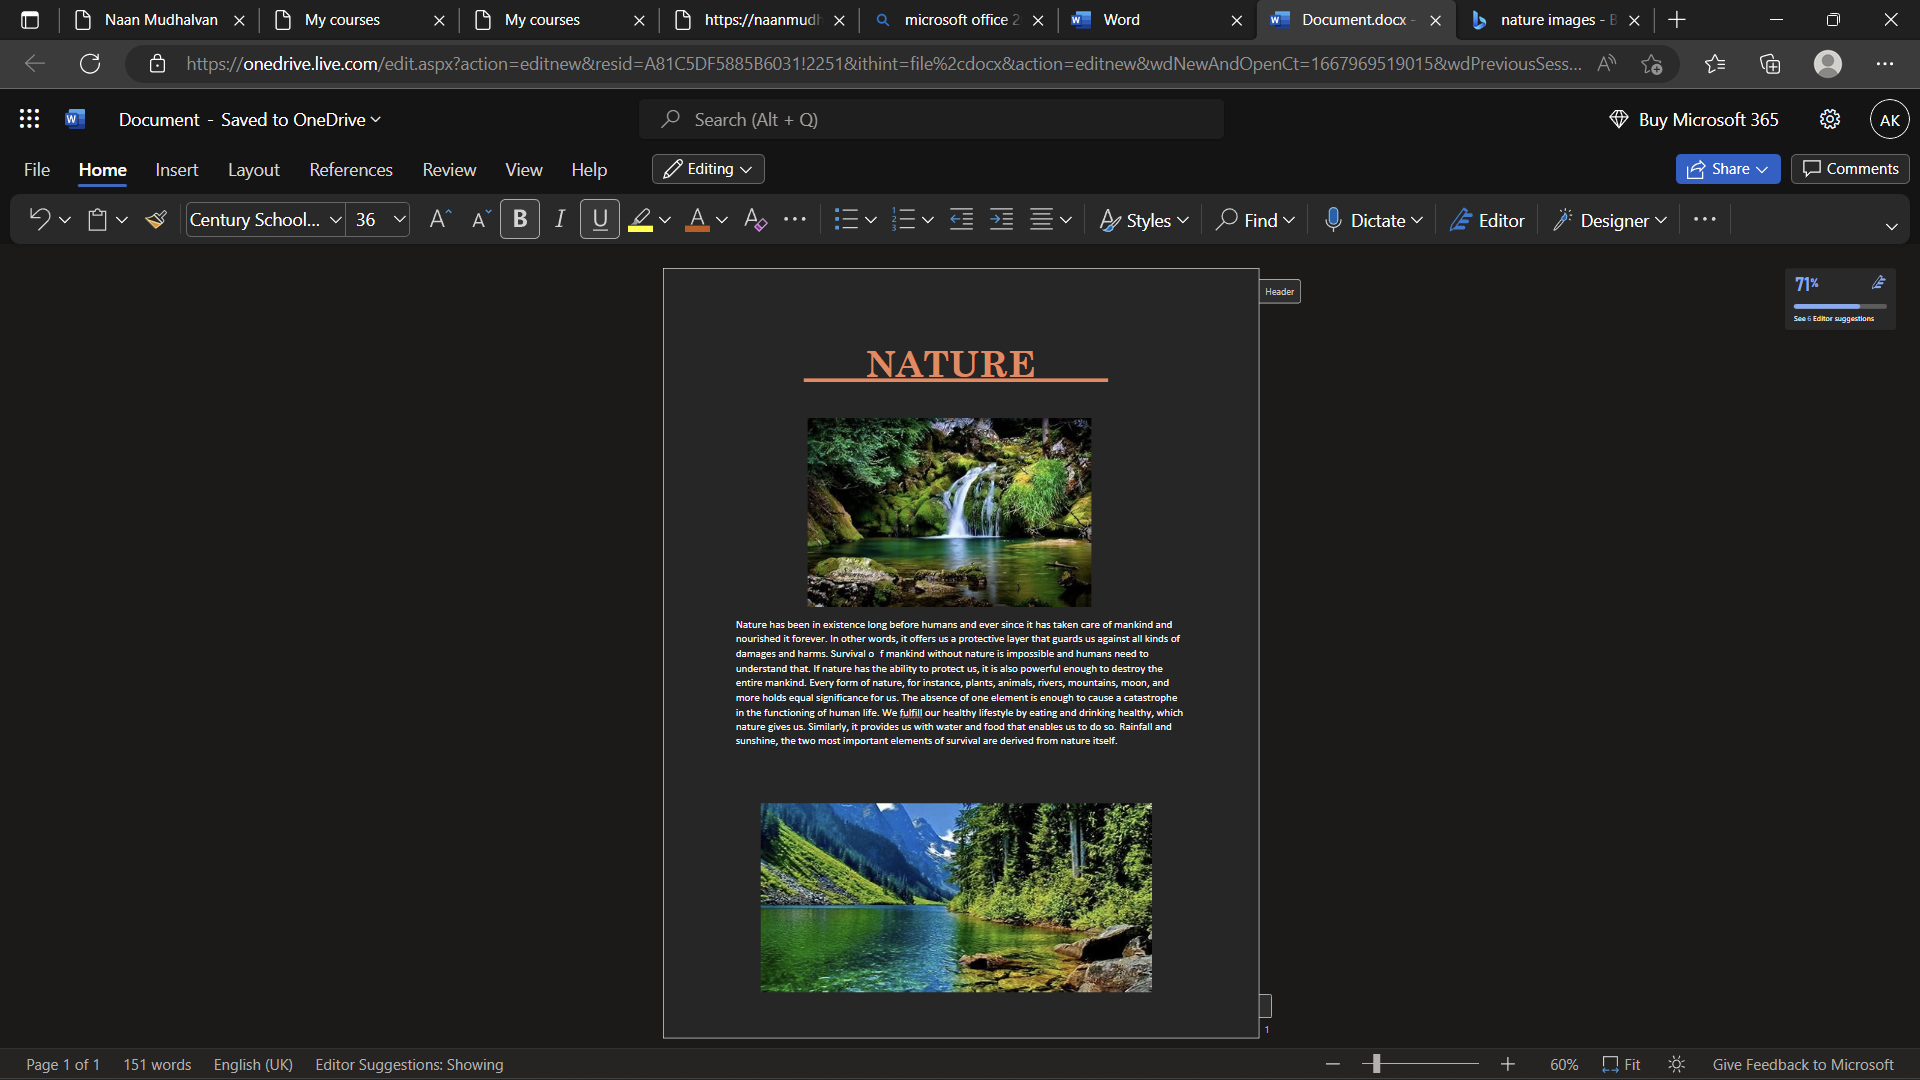 Naan Mudhalvan
My courses
My courses
https://naanmudh
microsoft office 2
Word
Document.docx -
nature images - B
https://onedrive.live.com/edit.aspx?action=editnew&resid=A81C5DF5885B6031!2251&ithint=file%2cdocx&action=editnew&wdNewAndOpenCt=1667969519015&wdPreviousSess...
W Document - Saved to OneDrive
Search (Alt + Q)
Buy Microsoft 365
AK
File Home Insert Layout References Review View Help
Editing
Share
Comments
Century School... 36
B I U
Styles
Find
Dictate
Editor
Designer
Header
71%
See 6 Editor suggestions
NATURE
Nature has been in existence long before humans and ever since it has taken care of mankind and
nourished it forever. In other words, it offers us a protective layer that guards us against all kinds of
damages and harms. Survival o f mankind without nature is impossible and humans need to
understand that. If nature has the ability to protect us, it is also powerful enough to destroy the
entire mankind. Every form of nature, for instance, plants, animals, rivers, mountains, moon, and
more holds equal significance for us. The absence of one element is enough to cause a catastrophe
in the functioning of human life. We fulfill our healthy lifestyle by eating and drinking healthy, which
nature gives us. Similarly, it provides us with water and food that enables us to do so. Rainfall and
sunshine, the two most important elements of survival are derived from nature itself.
1
Page 1 of 1 151 words English (UK) Editor Suggestions: Showing
60% Fit Give Feedback to Microsoft